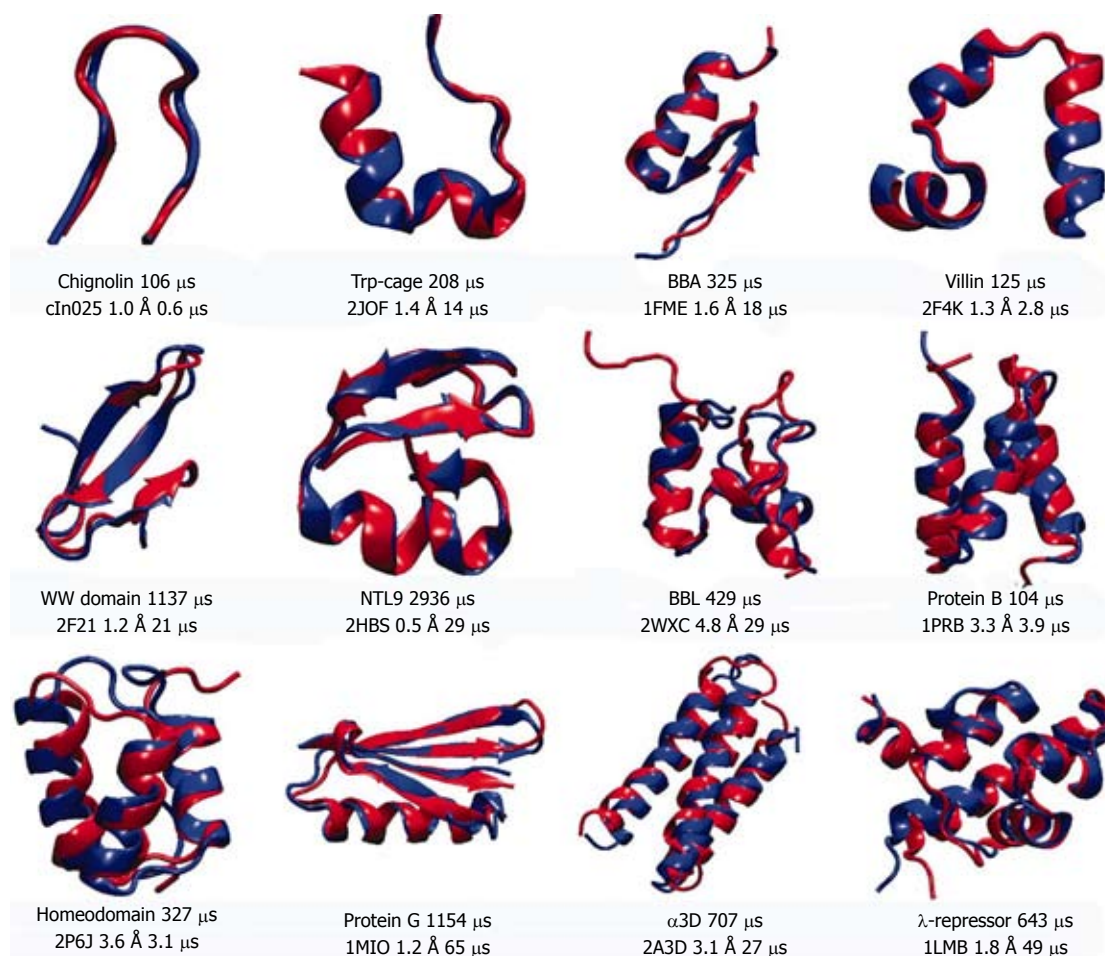 Chignolin 106 μs
cIn025 1.0 Å 0.6 μs
Trp-cage 208 μs
2JOF 1.4 Å 14 μs
BBA 325 μs
1FME 1.6 Å 18 μs
Villin 125 μs
2F4K 1.3 Å 2.8 μs
WW domain 1137 μs
2F21 1.2 Å 21 μs
NTL9 2936 μs
2HBS 0.5 Å 29 μs
BBL 429 μs
2WXC 4.8 Å 29 μs
Protein B 104 μs
1PRB 3.3 Å 3.9 μs
Homeodomain 327 μs
2P6J 3.6 Å 3.1 μs
Protein G 1154 μs
1MIO 1.2 Å 65 μs
α3D 707 μs
2A3D 3.1 Å 27 μs
λ-repressor 643 μs
1LMB 1.8 Å 49 μs